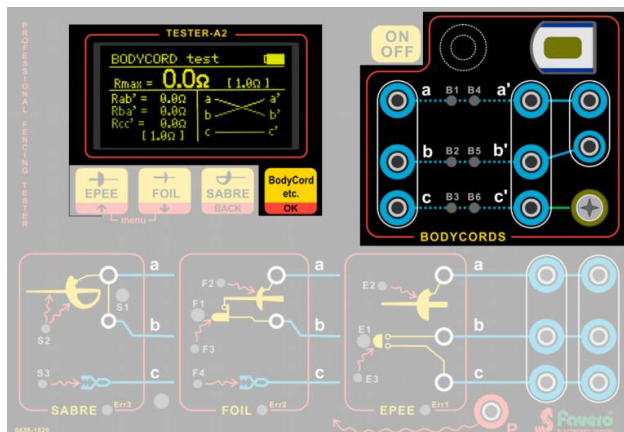 TESTER-A2
BODYCORD test
Rmax = 0.0Ω [1.0Ω]
Rab' = 0.0Ω
Rba' = 0.0Ω
Rcc' = 0.0Ω
[1.0Ω]
a a'
b b'
c c'
ON
OFF
a B1 B4 a'
b B2 B5 b'
c B3 B6 c'
BODYCORDS
EPEE
FOIL
SABRE
BACK
BodyCord
etc.
OK
menu
PROFESSIONAL FENCING TESTER
a
b
c
S1
S2
S3
SABRE Err3
a
b
c
F1
F2
F3
F4
FOIL Err2
a
b
c
E1
E2
E3
EPEE Err1
P
Favero